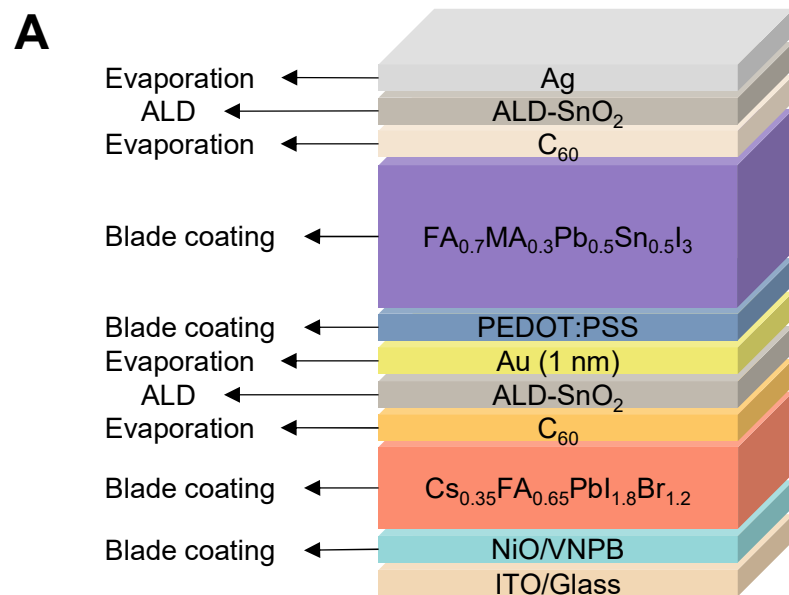 A
Evaporation Ag
ALD ALD-SnO₂
Evaporation C₆₀
Blade coating FA₀.₇MA₀.₃Pb₀.₅Sn₀.₅I₃
Blade coating PEDOT:PSS
Evaporation Au (1 nm)
ALD ALD-SnO₂
Evaporation C₆₀
Blade coating Cs₀.₃₅FA₀.₆₅PbI₁.₈Br₁.₂
Blade coating NiO/VNPB
ITO/Glass